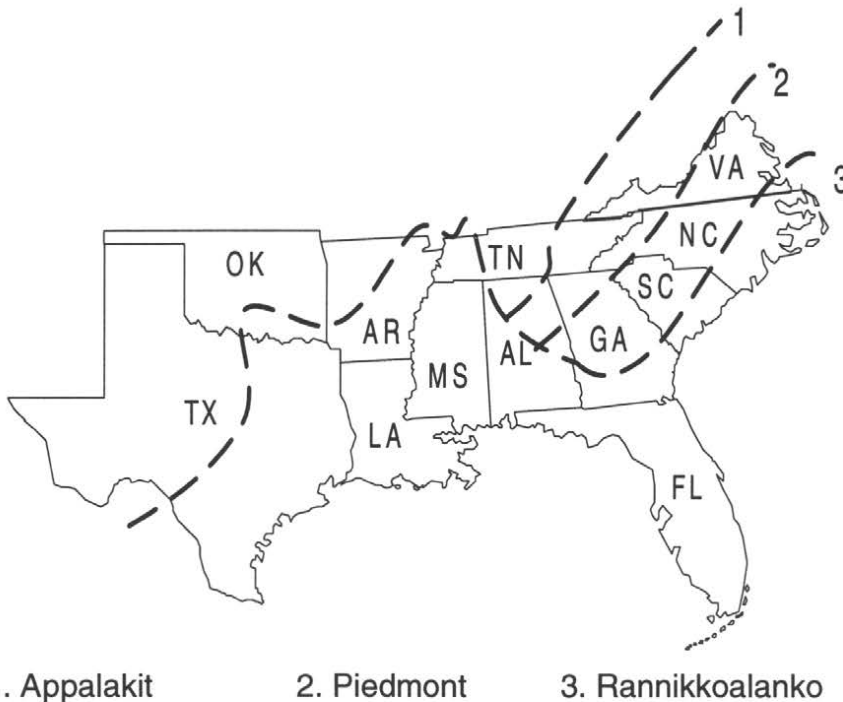 1
2
VA
3
NC
OK
TN
SC
AR
GA
AL
MS
TX
LA
FL
. Appalakit 2. Piedmont 3. Rannikkoalanko